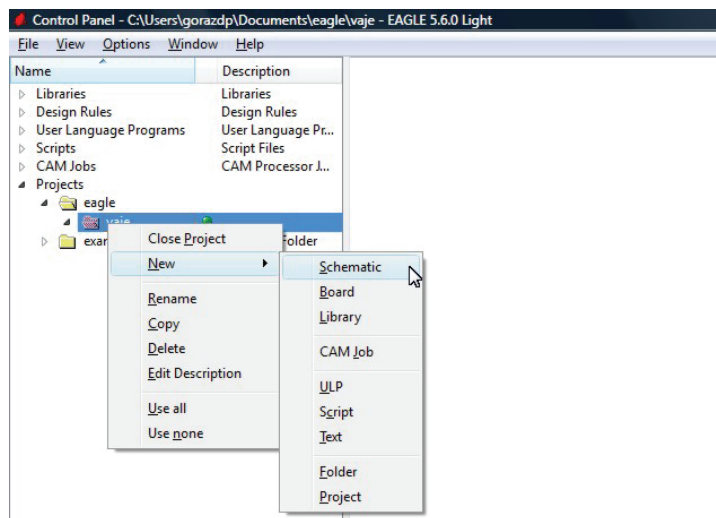 Control Panel - C:\Users\gorazdp\Documents\eagle\vaje - EAGLE 5.6.0 Light
File View Options Window Help
Name Description
Libraries Libraries
Design Rules Design Rules
User Language Programs User Language Pr...
Scripts Script Files
CAM Jobs CAM Processor J...
Projects
eagle
vaje
Folder
Close Project
New
Rename
Copy
Delete
Edit Description
Use all
Use none
Schematic
Board
Library
CAM Job
ULP
Script
Text
Folder
Project